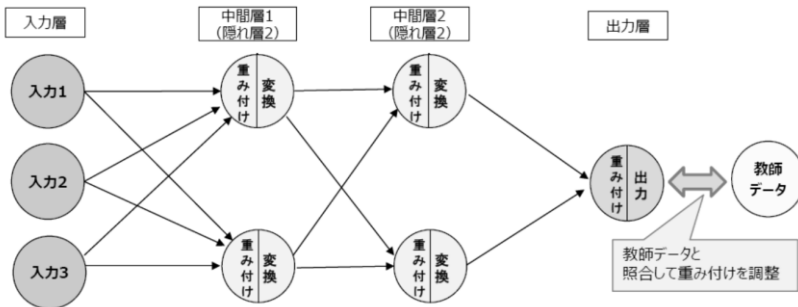 入力層
中間層1
（隠れ層2）
中間層2
（隠れ層2）
出力層
入力1
重み付け
変換
重み付け
変換
入力2
重み付け
出力
教師
データ
入力3
重み付け
変換
重み付け
変換
教師データと
照合して重み付けを調整